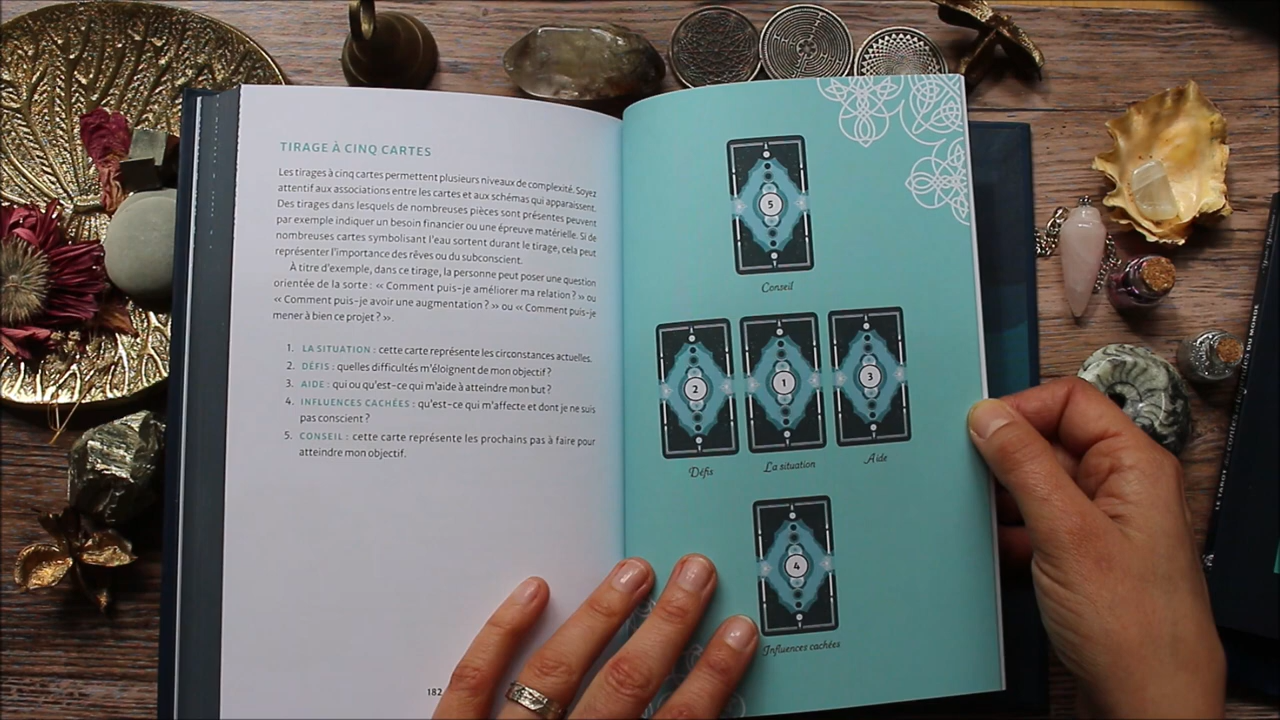 TIRAGE À CINQ CARTES
Les tirages à cinq cartes permettent plusieurs niveaux de complexité. Soyez
attentif aux associations entre les cartes et aux schémas qui apparaissent.
Des tirages dans lesquels de nombreuses pièces sont présentes peuvent
par exemple indiquer un besoin financier ou une épreuve matérielle. Si de
nombreuses cartes symbolisant l'eau sortent durant le tirage, cela peut
représenter l'importance des rêves ou du subconscient.
À titre d'exemple, dans ce tirage, la personne peut poser une question
orientée de la sorte : « Comment puis-je améliorer ma relation ? » ou
« Comment puis-je avoir une augmentation ? » ou « Comment puis-je
mener à bien ce projet ? ».
1. LA SITUATION : cette carte représente les circonstances actuelles.
2. DÉFIS : quelles difficultés m'éloignent de mon objectif ?
3. AIDE : qui ou qu'est-ce qui m'aide à atteindre mon but ?
4. INFLUENCES CACHÉES : qu'est-ce qui m'affecte et dont je ne suis
pas conscient ?
5. CONSEIL : cette carte représente les prochains pas à faire pour
atteindre mon objectif.
182
5
Conseil
2 1 3
Défis La situation Aide
4
Influences cachées
LE TAROT CONTES DU MONDE